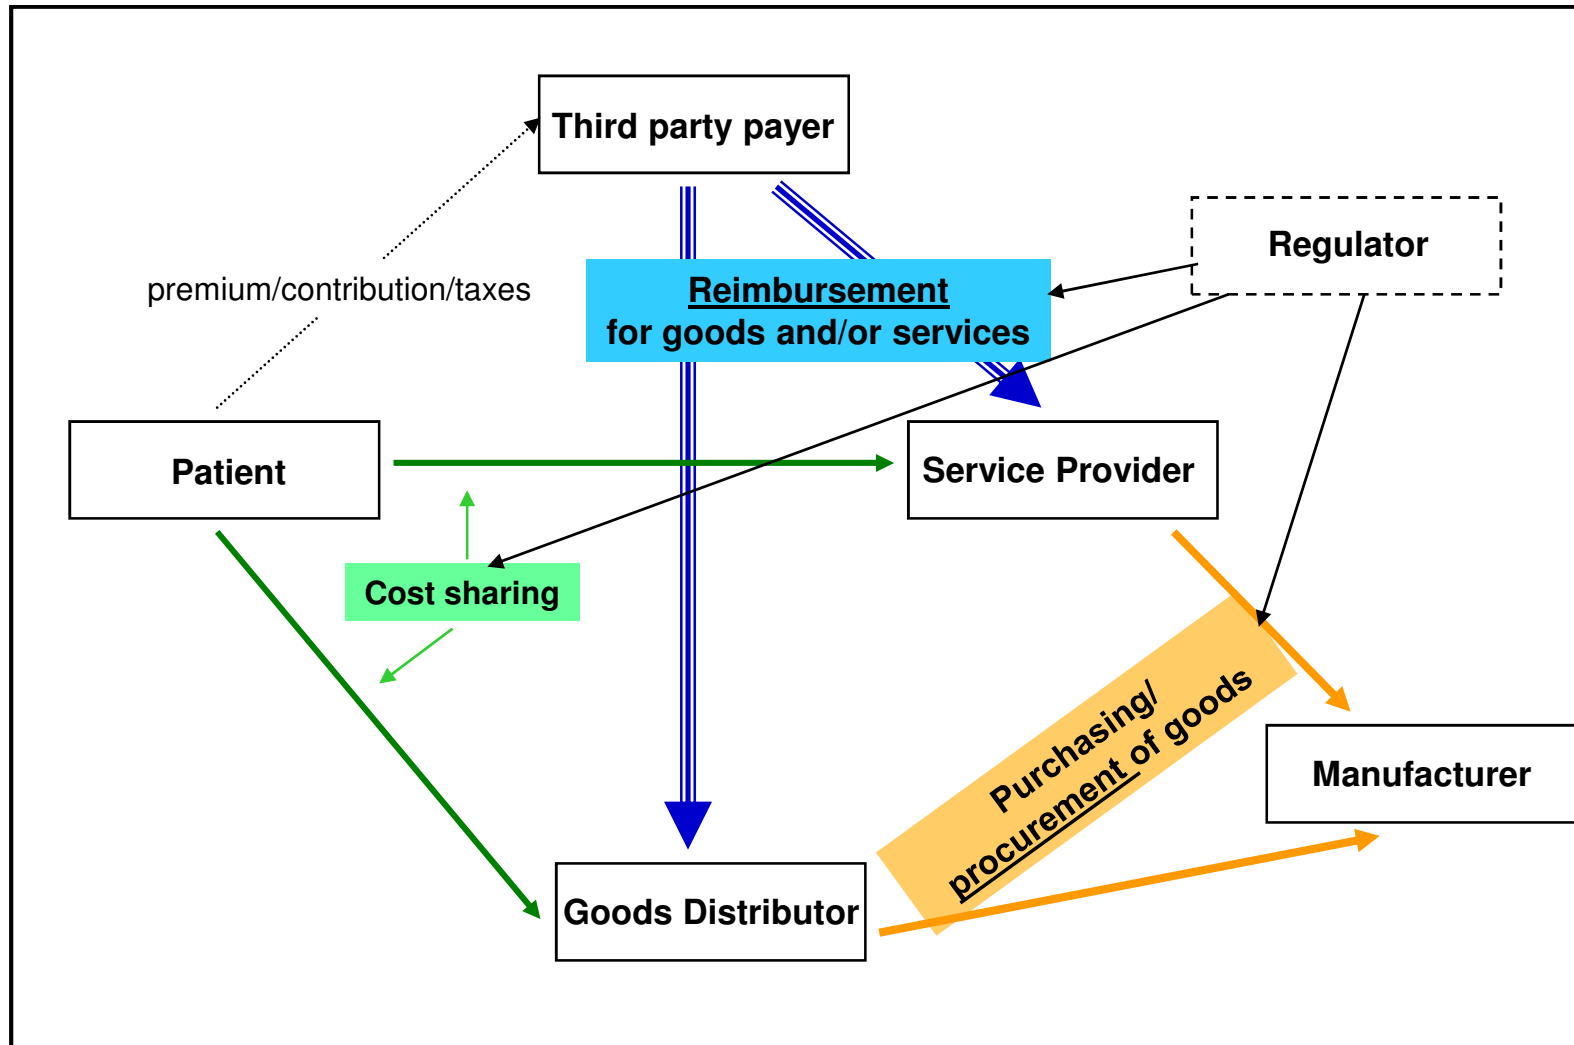 Third party payer
Regulator
premium/contribution/taxes
Reimbursement
for goods and/or services
Patient
Service Provider
Cost sharing
Purchasing/
procurement of goods
Manufacturer
Goods Distributor